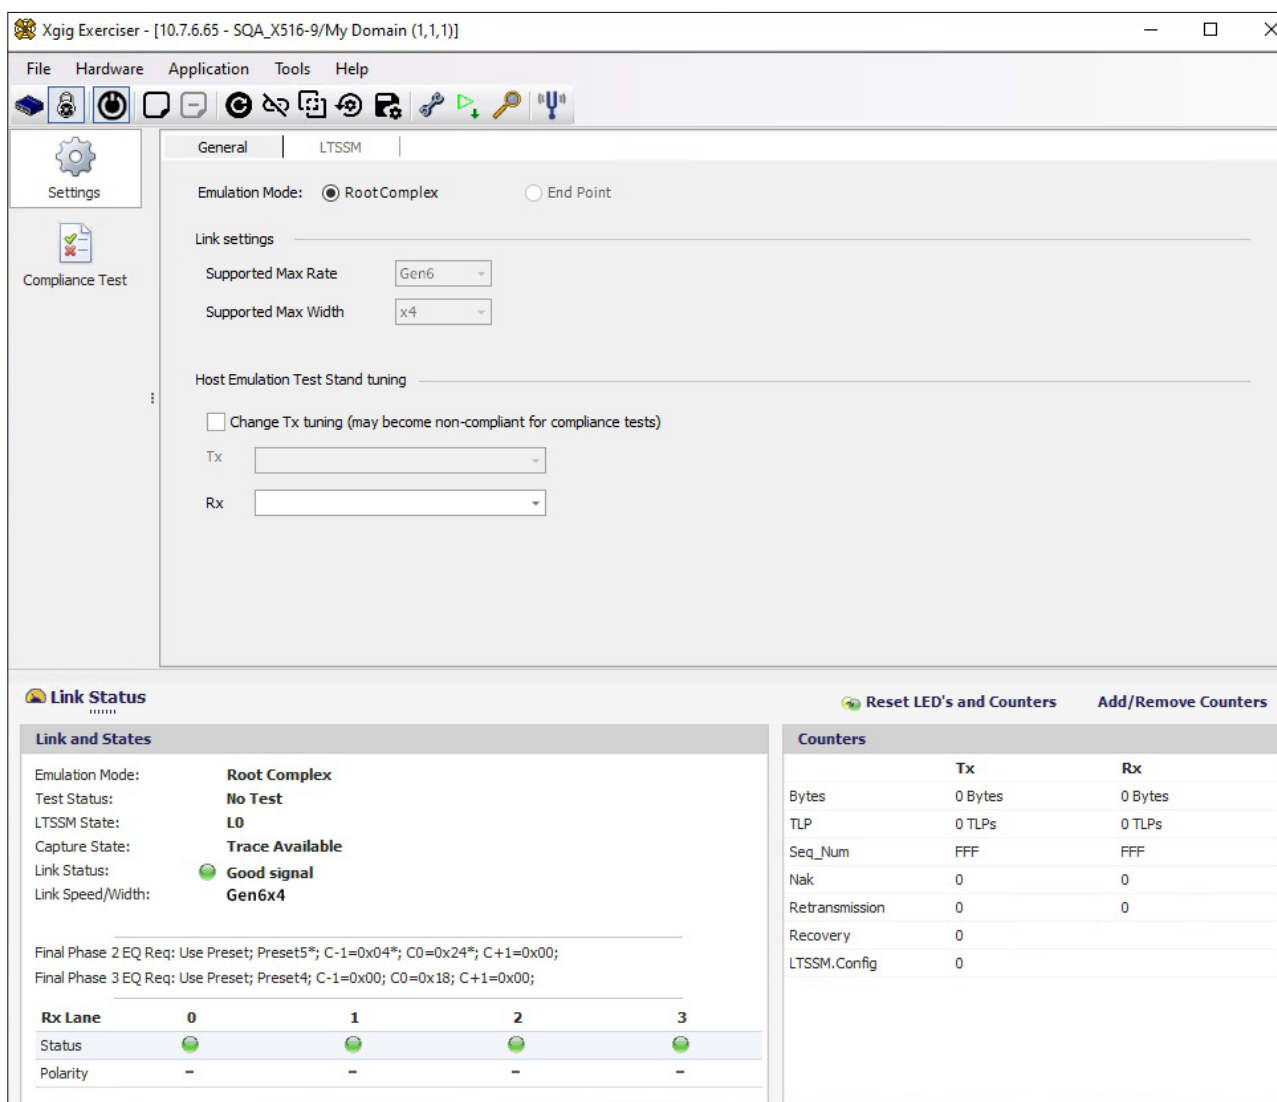 Xgig Exerciser - [10.7.6.65 - SQA_X516-9/My Domain (1,1,1)]
File Hardware Application Tools Help
Settings
Compliance Test
General LTSSM
Emulation Mode: Root Complex End Point
Link settings
Supported Max Rate Gen6
Supported Max Width x4
Host Emulation Test Stand tuning
Change Tx tuning (may become non-compliant for compliance tests)
Tx
Rx
Link Status
Reset LED's and Counters Add/Remove Counters
Link and States
Emulation Mode: Root Complex
Test Status: No Test
LTSSM State: L0
Capture State: Trace Available
Link Status: Good signal
Link Speed/Width: Gen6x4
Final Phase 2 EQ Req: Use Preset; Preset5*; C-1=0x04*; C0=0x24*; C+1=0x00;
Final Phase 3 EQ Req: Use Preset; Preset4; C-1=0x00; C0=0x18; C+1=0x00;
Rx Lane 0 1 2 3
Status
Polarity - - - -
Counters
Tx Rx
Bytes 0 Bytes 0 Bytes
TLP 0 TLPs 0 TLPs
Seq_Num FFF FFF
Nak 0 0
Retransmission 0 0
Recovery 0
LTSSM.Config 0